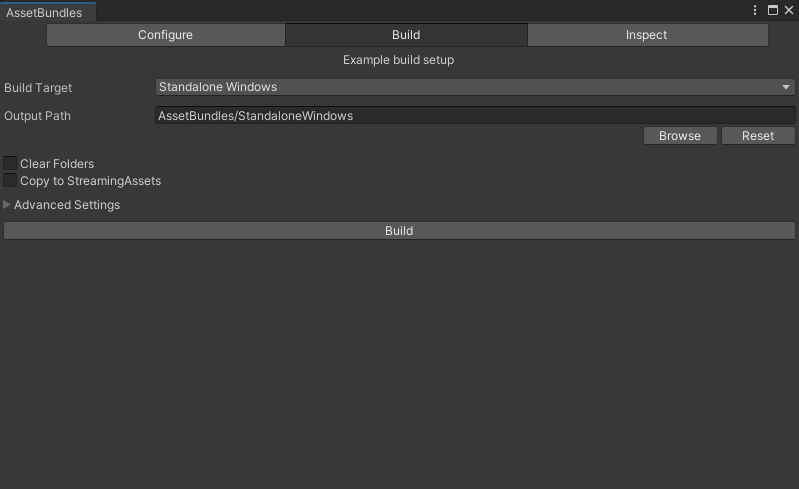 AssetBundles
Configure Build Inspect
Example build setup
Build Target Standalone Windows
Output Path AssetBundles/StandaloneWindows
Browse Reset
Clear Folders
Copy to StreamingAssets
Advanced Settings
Build